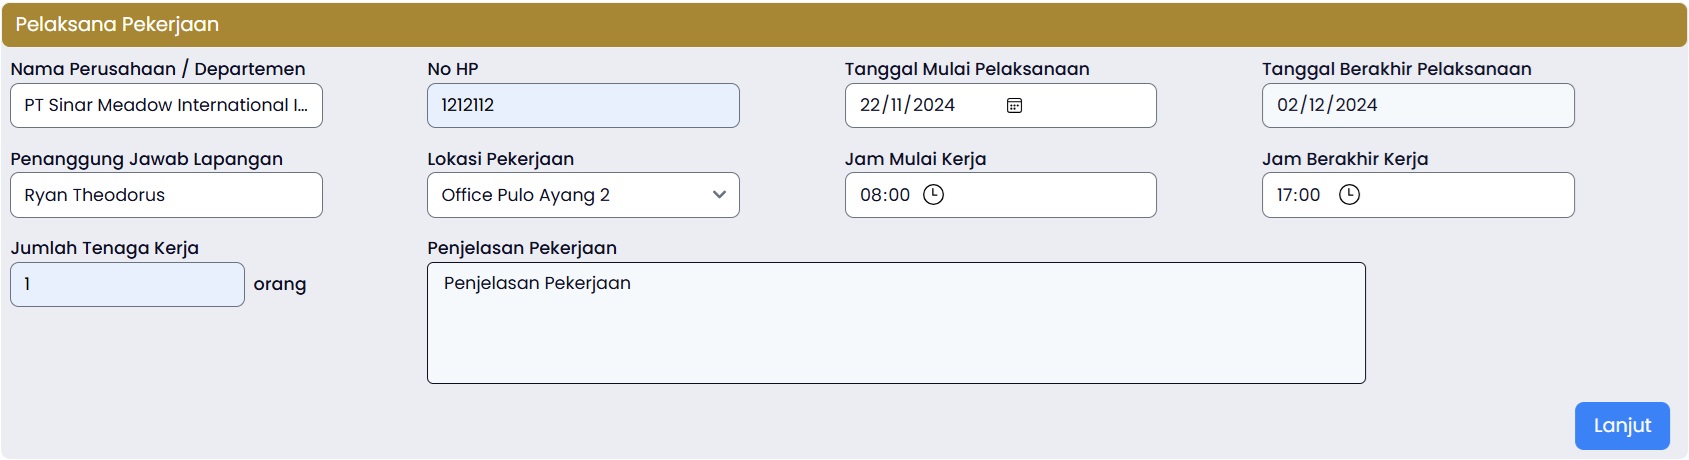 Pelaksana Pekerjaan
Nama Perusahaan / Departemen
No HP
Tanggal Mulai Pelaksanaan
Tanggal Berakhir Pelaksanaan
PT Sinar Meadow International I...
1212112
22/11/2024
02/12/2024
Penanggung Jawab Lapangan
Lokasi Pekerjaan
Jam Mulai Kerja
Jam Berakhir Kerja
Ryan Theodorus
Office Pulo Ayang 2
08:00
17:00
Jumlah Tenaga Kerja
Penjelasan Pekerjaan
1
orang
Penjelasan Pekerjaan
Lanjut